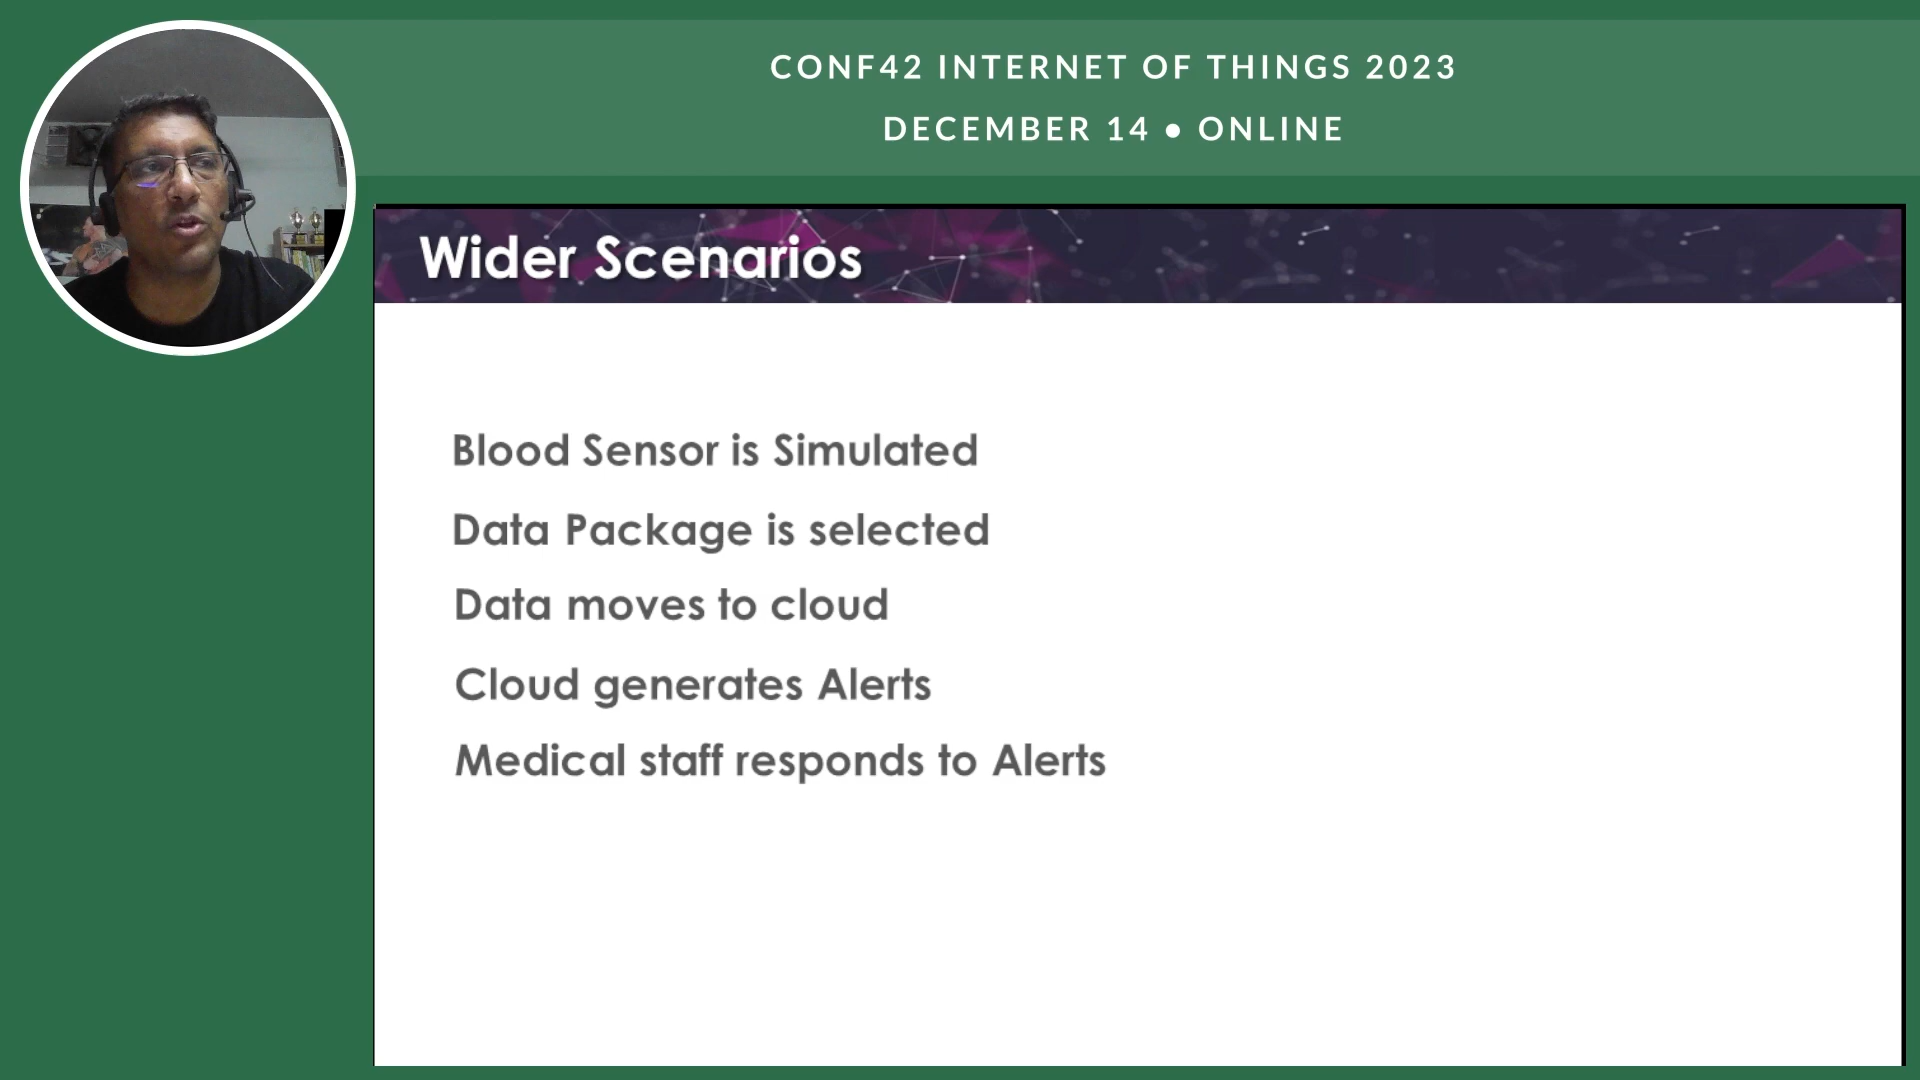 CONF42 INTERNET OF THINGS 2023
DECEMBER 14 ● ONLINE
Wider Scenarios
Blood Sensor is Simulated
Data Package is selected
Data moves to cloud
Cloud generates Alerts
Medical staff responds to Alerts